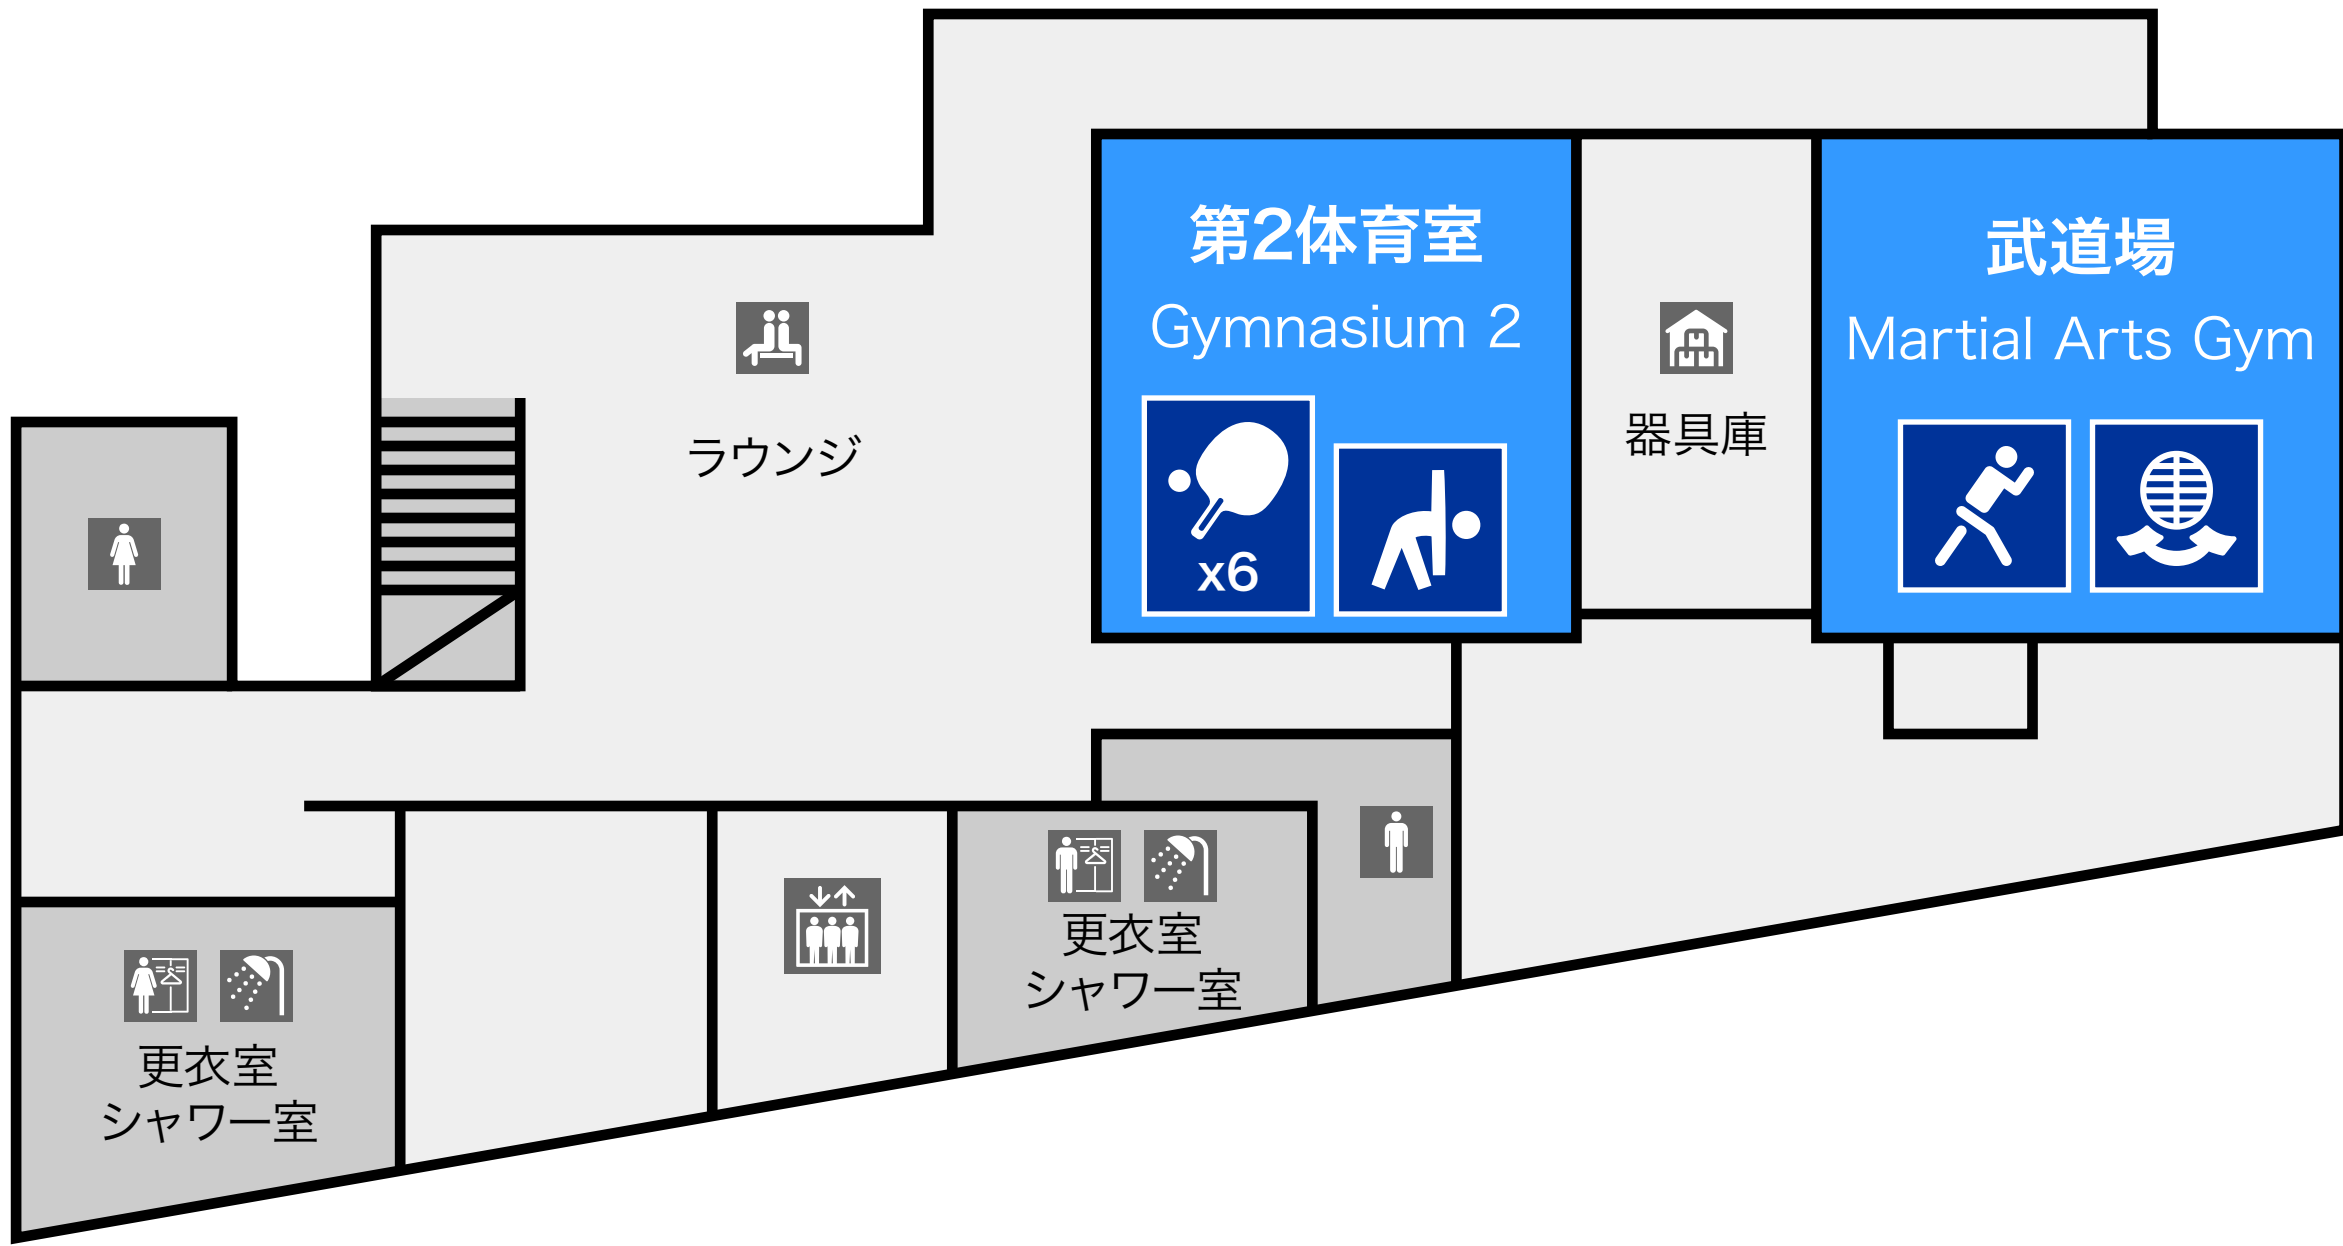 第2体育室
Gymnasium 2
x6
武道場
Martial Arts Gym
器具庫
ラウンジ
更衣室
シャワー室
更衣室
シャワー室